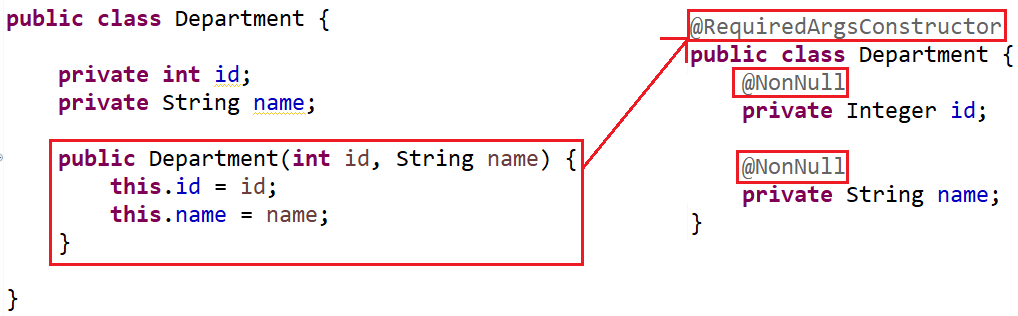 public class Department {
private int id;
private String name;
public Department(int id, String name) {
this.id = id;
this.name = name;
}
}
@RequiredArgsConstructor
public class Department {
@NonNull
private Integer id;
@NonNull
private String name;
}